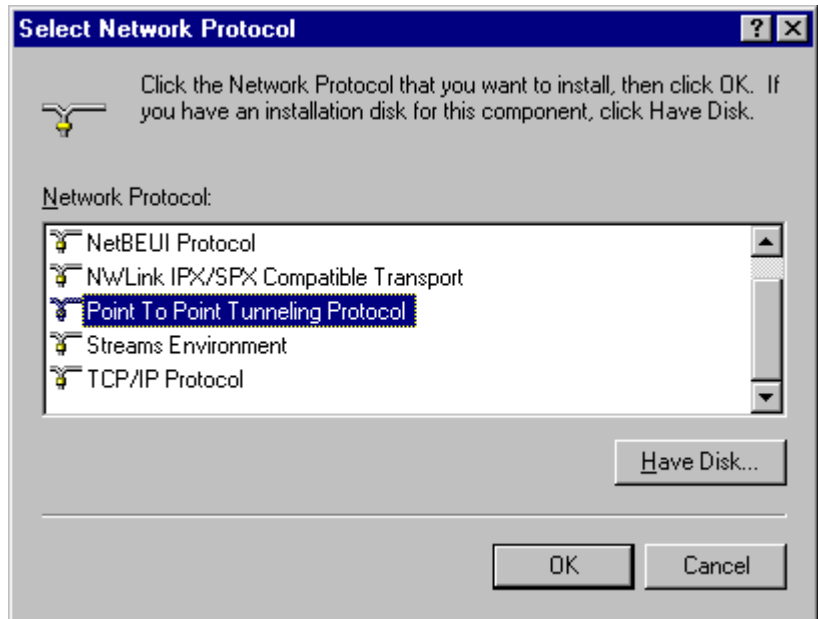 Select Network Protocol
Click the Network Protocol that you want to install, then click OK.  If
you have an installation disk for this component, click Have Disk.
Network Protocol:
NetBEUI Protocol
NWLink IPX/SPX Compatible Transport
Point To Point Tunneling Protocol
Streams Environment
TCP/IP Protocol
Have Disk...
OK Cancel